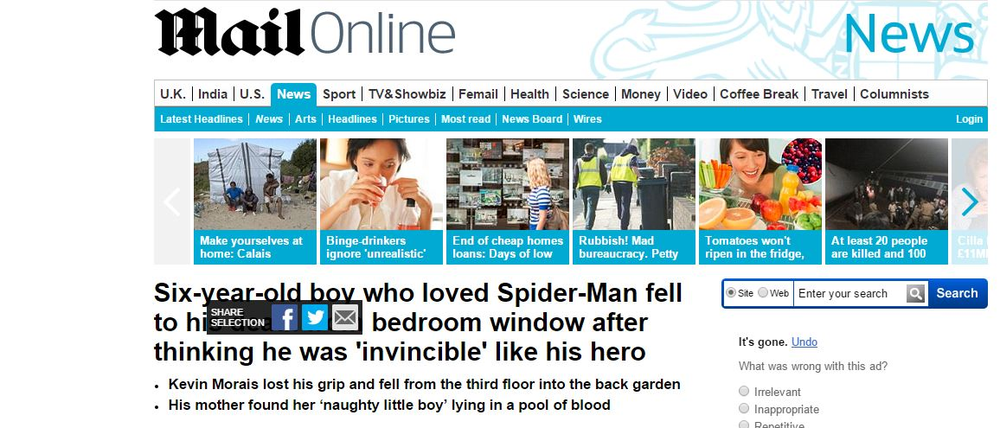 Mail Online
News
U.K. India U.S. News Sport TV&Showbiz Femail Health Science Money Video Coffee Break Travel Columnists
Latest Headlines News Arts Headlines Pictures Most read News Board Wires Login
Make yourselves at
home: Calais
Binge-drinkers
ignore 'unrealistic'
End of cheap homes
loans: Days of low
Rubbish! Mad
bureaucracy. Petty
Tomatoes won't
ripen in the fridge,
At least 20 people
are killed and 100
Cilla
£11M
Six-year-old boy who loved Spider-Man fell
to his bedroom window after
thinking he was 'invincible' like his hero
SHARE
SELECTION
• Kevin Morais lost his grip and fell from the third floor into the back garden
• His mother found her ‘naughty little boy’ lying in a pool of blood
Site Web Enter your search Search
It's gone. Undo
What was wrong with this ad?
Irrelevant
Inappropriate
Repetitive